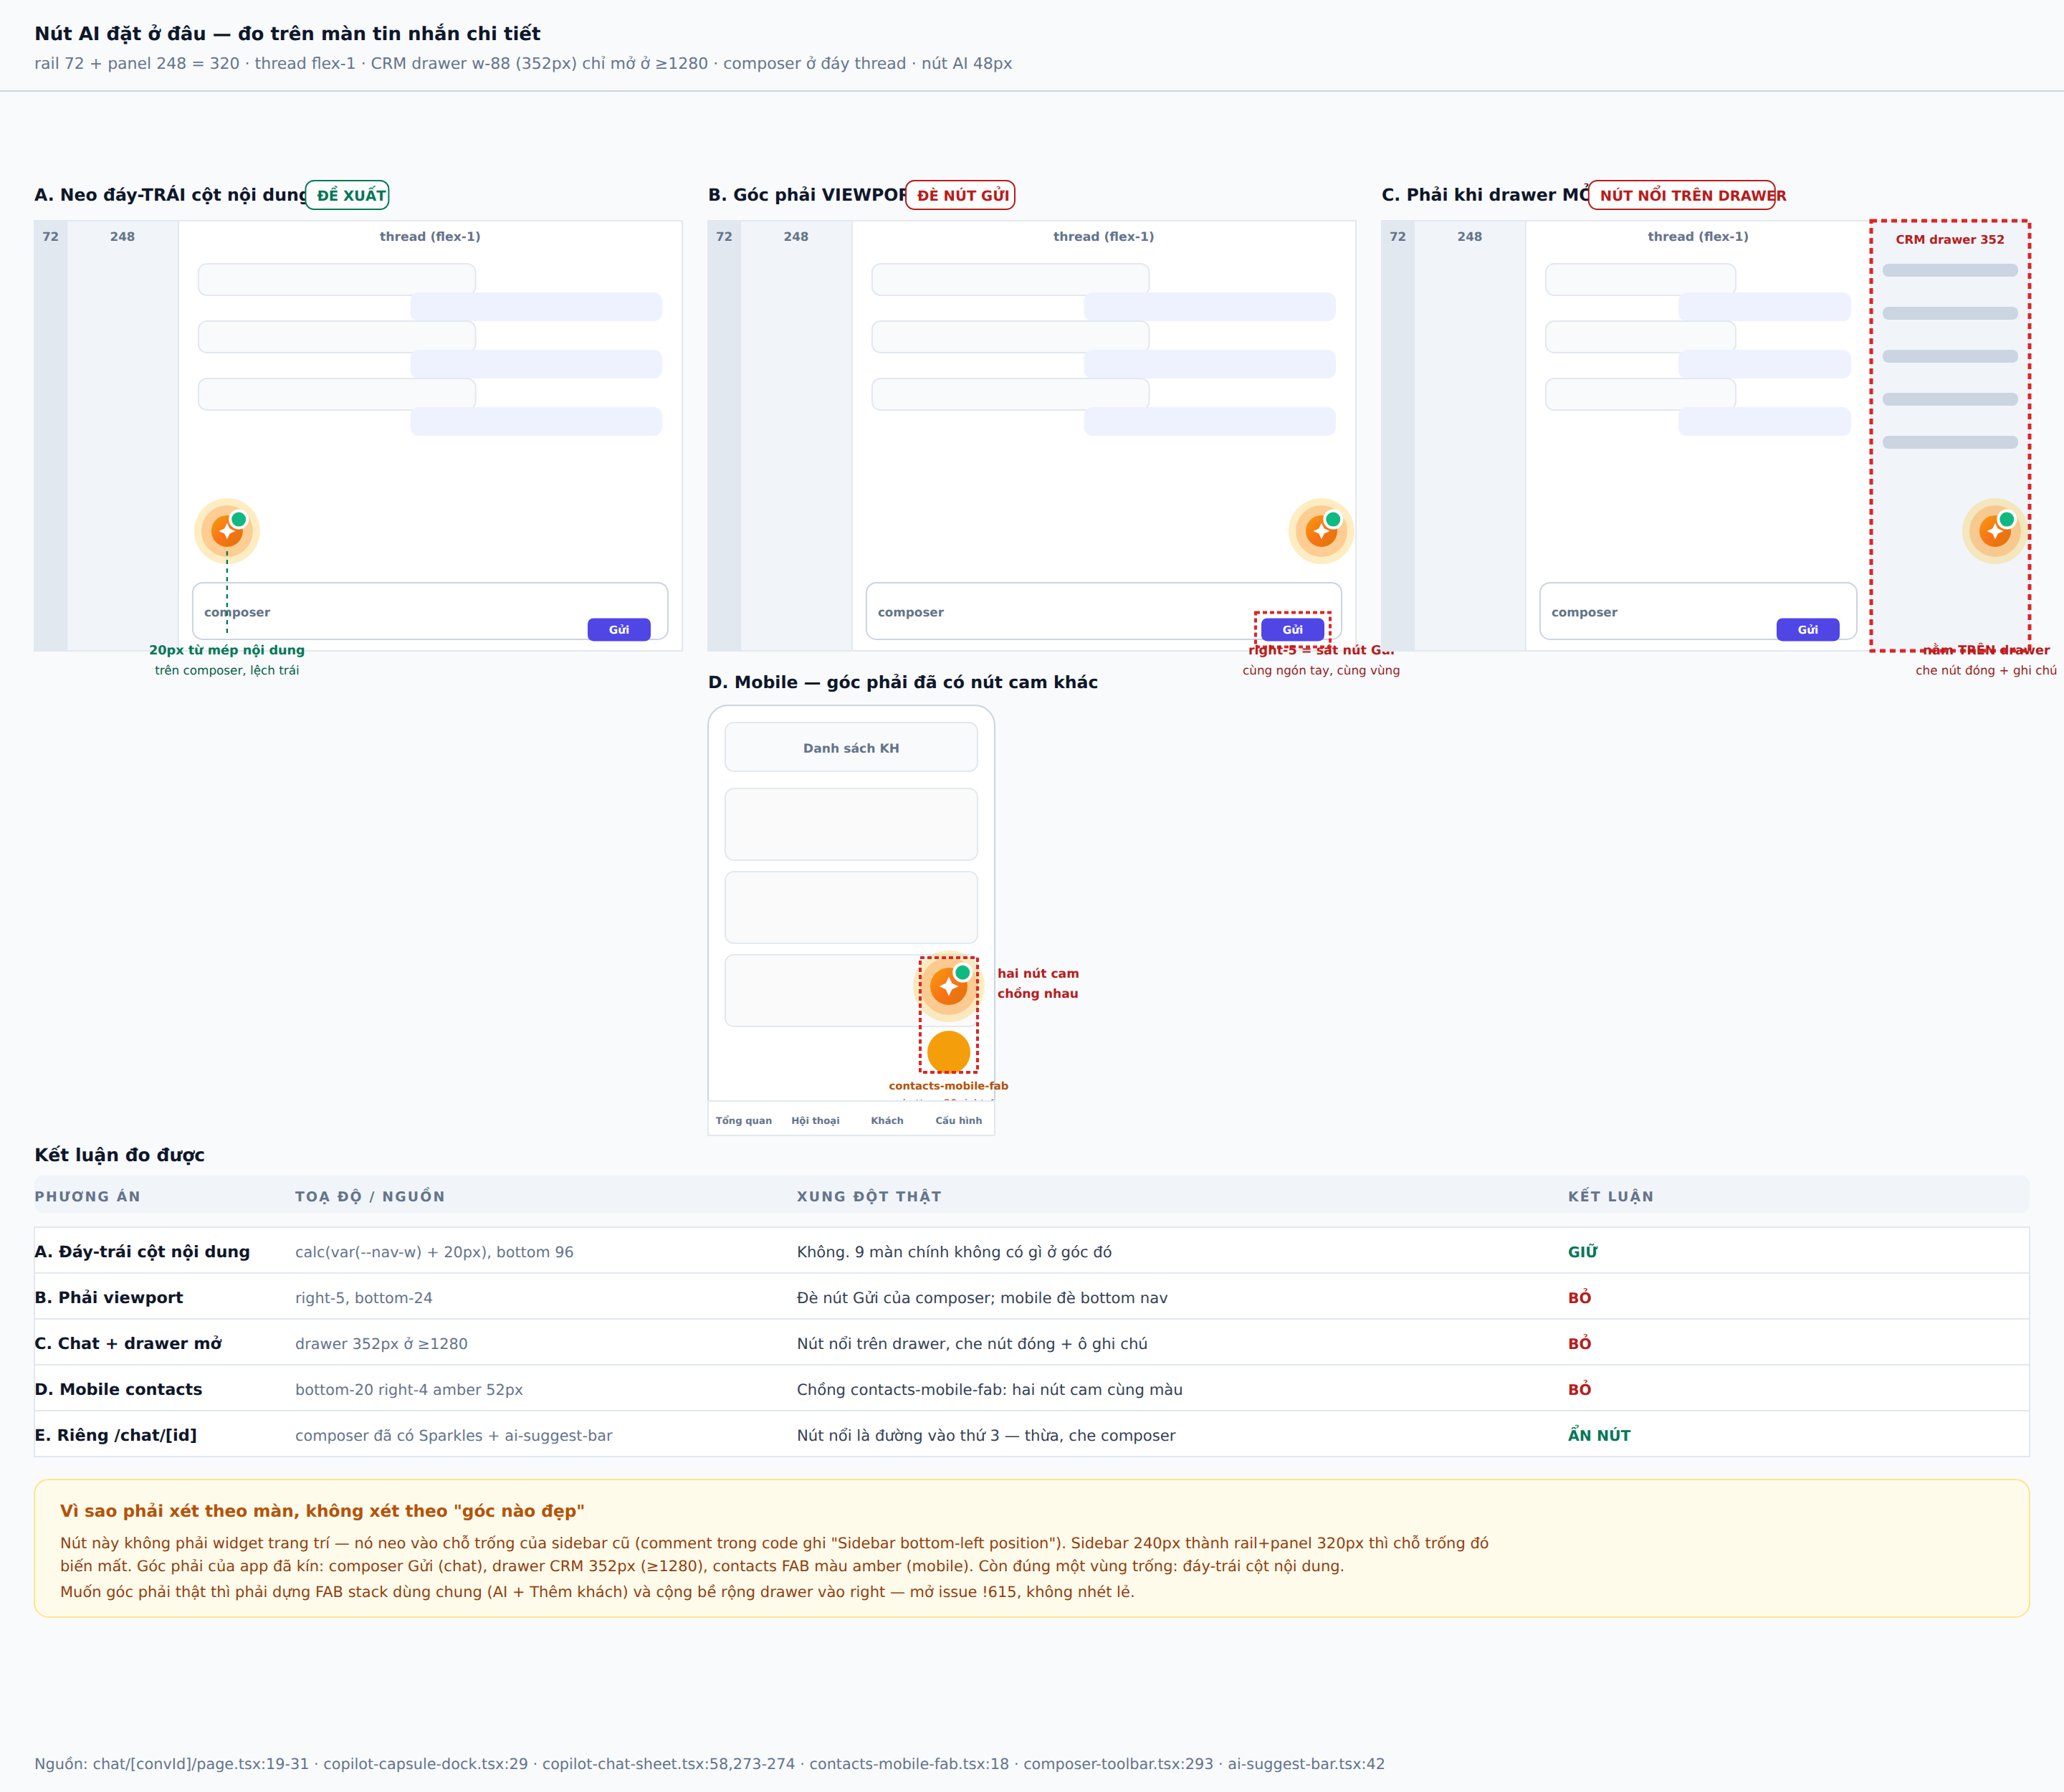 Nút AI đặt ở đâu — đo trên màn tin nhắn chi tiết
rail 72 + panel 248 = 320 · thread flex-1 · CRM drawer w-88 (352px) chỉ mở ở ≥1280 · composer ở đáy thread · nút AI 48px
A. Neo đáy-TRÁI cột nội dung
ĐỀ XUẤT
72
248
thread (flex-1)
composer
Gửi
20px từ mép nội dung
trên composer, lệch trái
B. Góc phải VIEWPOR
ĐÈ NÚT GỬI
72
248
thread (flex-1)
composer
Gửi
right-5 = sát nút Gửi
cùng ngón tay, cùng vùng
C. Phải khi drawer MỞ
NÚT NỔI TRÊN DRAWER
72
248
thread (flex-1)
CRM drawer 352
composer
Gửi
nằm TRÊN drawer
che nút đóng + ghi chú
D. Mobile — góc phải đã có nút cam khác
Danh sách KH
hai nút cam
chồng nhau
contacts-mobile-fab
Tổng quan Hội thoại Khách Cấu hình
Kết luận đo được
PHƯƠNG ÁN TOẠ ĐỘ / NGUỒN XUNG ĐỘT THẬT KẾT LUẬN
A. Đáy-trái cột nội dung calc(var(--nav-w) + 20px), bottom 96 Không. 9 màn chính không có gì ở góc đó GIỮ
B. Phải viewport right-5, bottom-24 Đè nút Gửi của composer; mobile đè bottom nav BỎ
C. Chat + drawer mở drawer 352px ở ≥1280 Nút nổi trên drawer, che nút đóng + ô ghi chú BỎ
D. Mobile contacts bottom-20 right-4 amber 52px Chồng contacts-mobile-fab: hai nút cam cùng màu BỎ
E. Riêng /chat/[id] composer đã có Sparkles + ai-suggest-bar Nút nổi là đường vào thứ 3 — thừa, che composer ẨN NÚT
Vì sao phải xét theo màn, không xét theo "góc nào đẹp"
Nút này không phải widget trang trí — nó neo vào chỗ trống của sidebar cũ (comment trong code ghi "Sidebar bottom-left position"). Sidebar 240px thành rail+panel 320px thì chỗ trống đó
biến mất. Góc phải của app đã kín: composer Gửi (chat), drawer CRM 352px (≥1280), contacts FAB màu amber (mobile). Còn đúng một vùng trống: đáy-trái cột nội dung.
Muốn góc phải thật thì phải dựng FAB stack dùng chung (AI + Thêm khách) và cộng bề rộng drawer vào right — mở issue !615, không nhét lẻ.
Nguồn: chat/[convId]/page.tsx:19-31 · copilot-capsule-dock.tsx:29 · copilot-chat-sheet.tsx:58,273-274 · contacts-mobile-fab.tsx:18 · composer-toolbar.tsx:293 · ai-suggest-bar.tsx:42